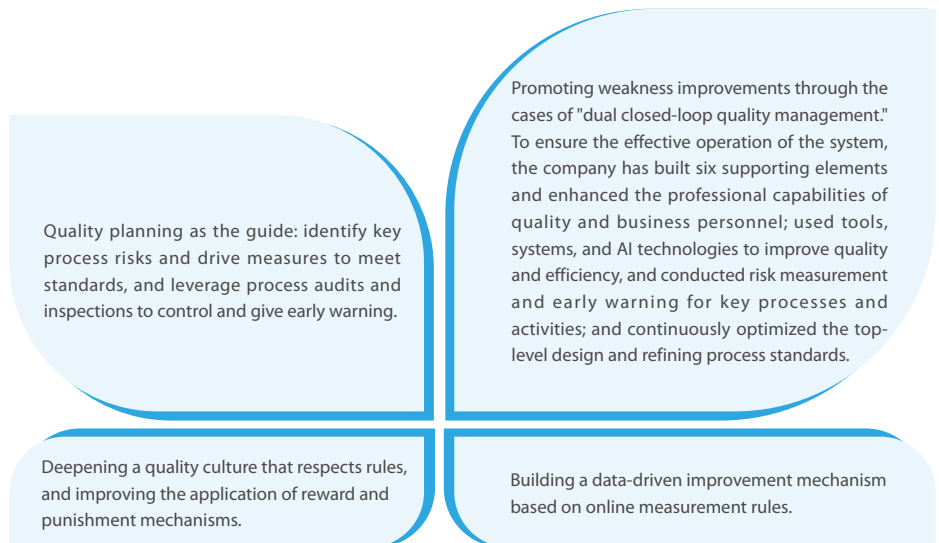 Quality planning as the guide: identify key
process risks and drive measures to meet
standards, and leverage process audits and
inspections to control and give early warning.
Promoting weakness improvements through the
cases of "dual closed-loop quality management."
To ensure the effective operation of the system,
the company has built six supporting elements
and enhanced the professional capabilities of
quality and business personnel; used tools,
systems, and AI technologies to improve quality
and efficiency, and conducted risk measurement
and early warning for key processes and
activities; and continuously optimized the top-
level design and refining process standards.
Deepening a quality culture that respects rules,
and improving the application of reward and
punishment mechanisms.
Building a data-driven improvement mechanism
based on online measurement rules.